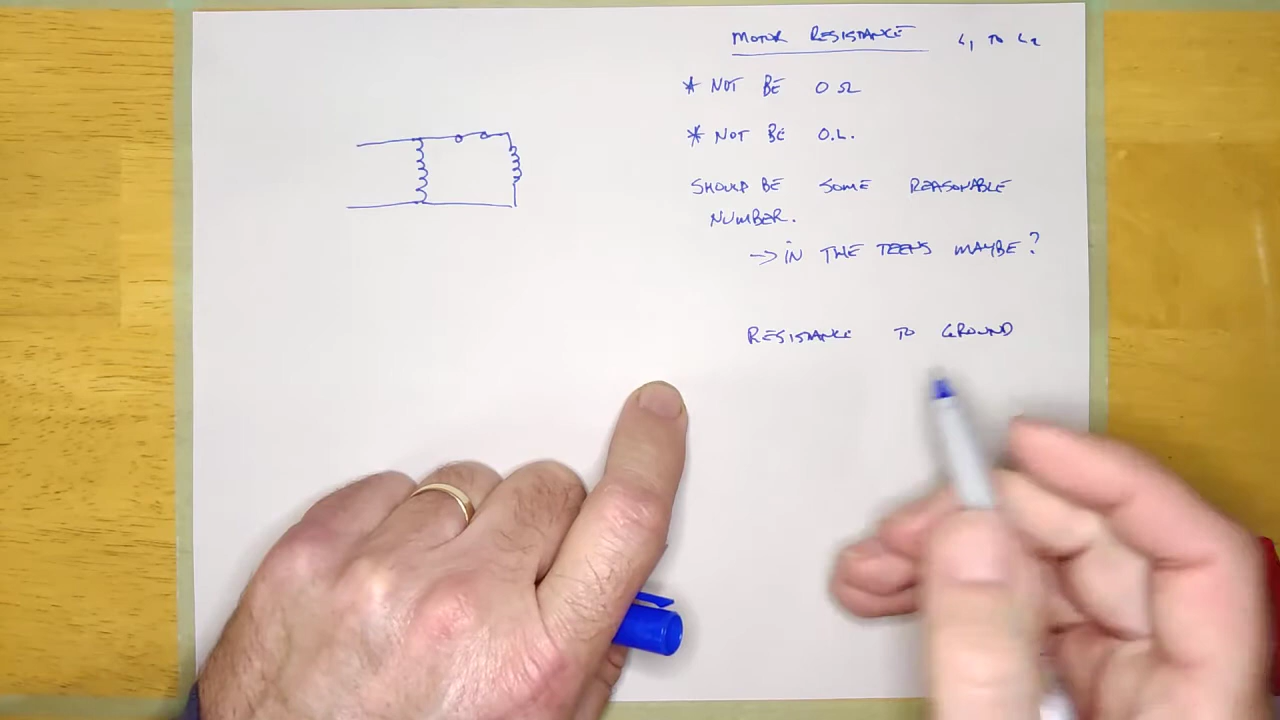 MOTOR RESISTANCE L1 TO L2
* NOT BE 0 Ω
* NOT BE O.L.
SHOULD BE SOME REASONABLE
NUMBER.
→ IN THE TEENS MAYBE?
RESISTANCE TO GROUND